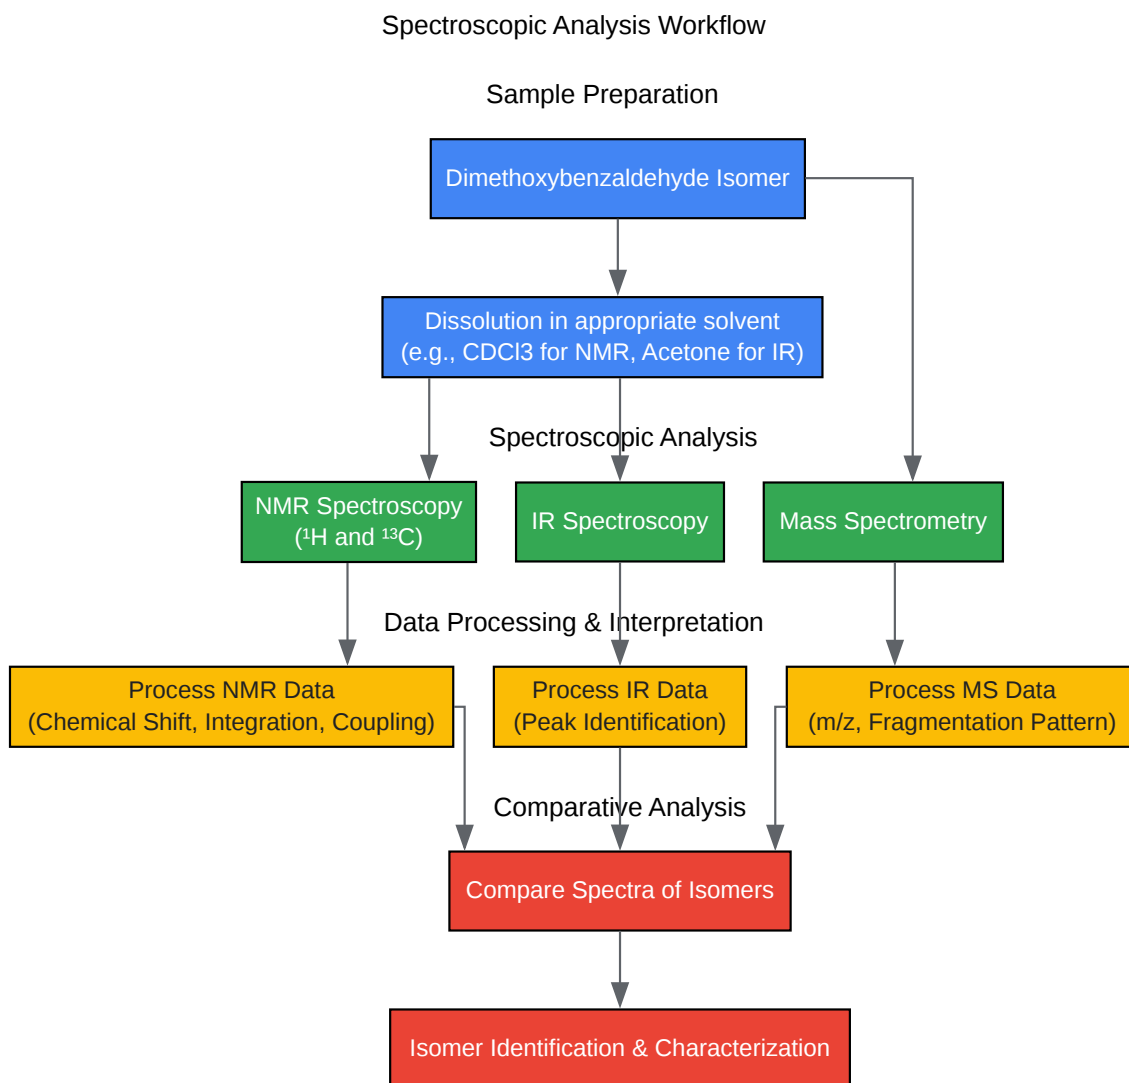 Spectroscopic Analysis Workflow
Sample Preparation
Dimethoxybenzaldehyde Isomer
Dissolution in appropriate solvent
(e.g., CDCl3 for NMR, Acetone for IR)
Spectroscopic Analysis
NMR Spectroscopy
(¹H and ¹³C)
IR Spectroscopy
Mass Spectrometry
Data Processing & Interpretation
Process NMR Data
(Chemical Shift, Integration, Coupling)
Process IR Data
(Peak Identification)
Process MS Data
(m/z, Fragmentation Pattern)
Comparative Analysis
Compare Spectra of Isomers
Isomer Identification & Characterization